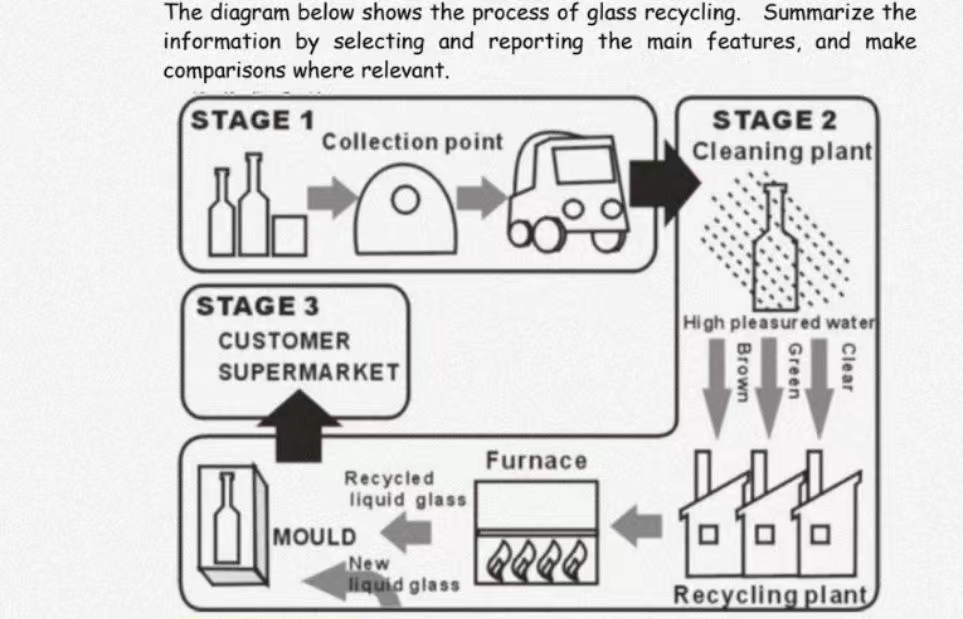 The diagram below shows the process of glass recycling. Summarize the
information by selecting and reporting the main features, and make
comparisons where relevant.
STAGE 1
Collection point
STAGE 2
Cleaning plant
High pleasured water
Brown
Green
Clear
Recycling plant
Furnace
Recycled
liquid glass
New
liquid glass
MOULD
STAGE 3
CUSTOMER
SUPERMARKET